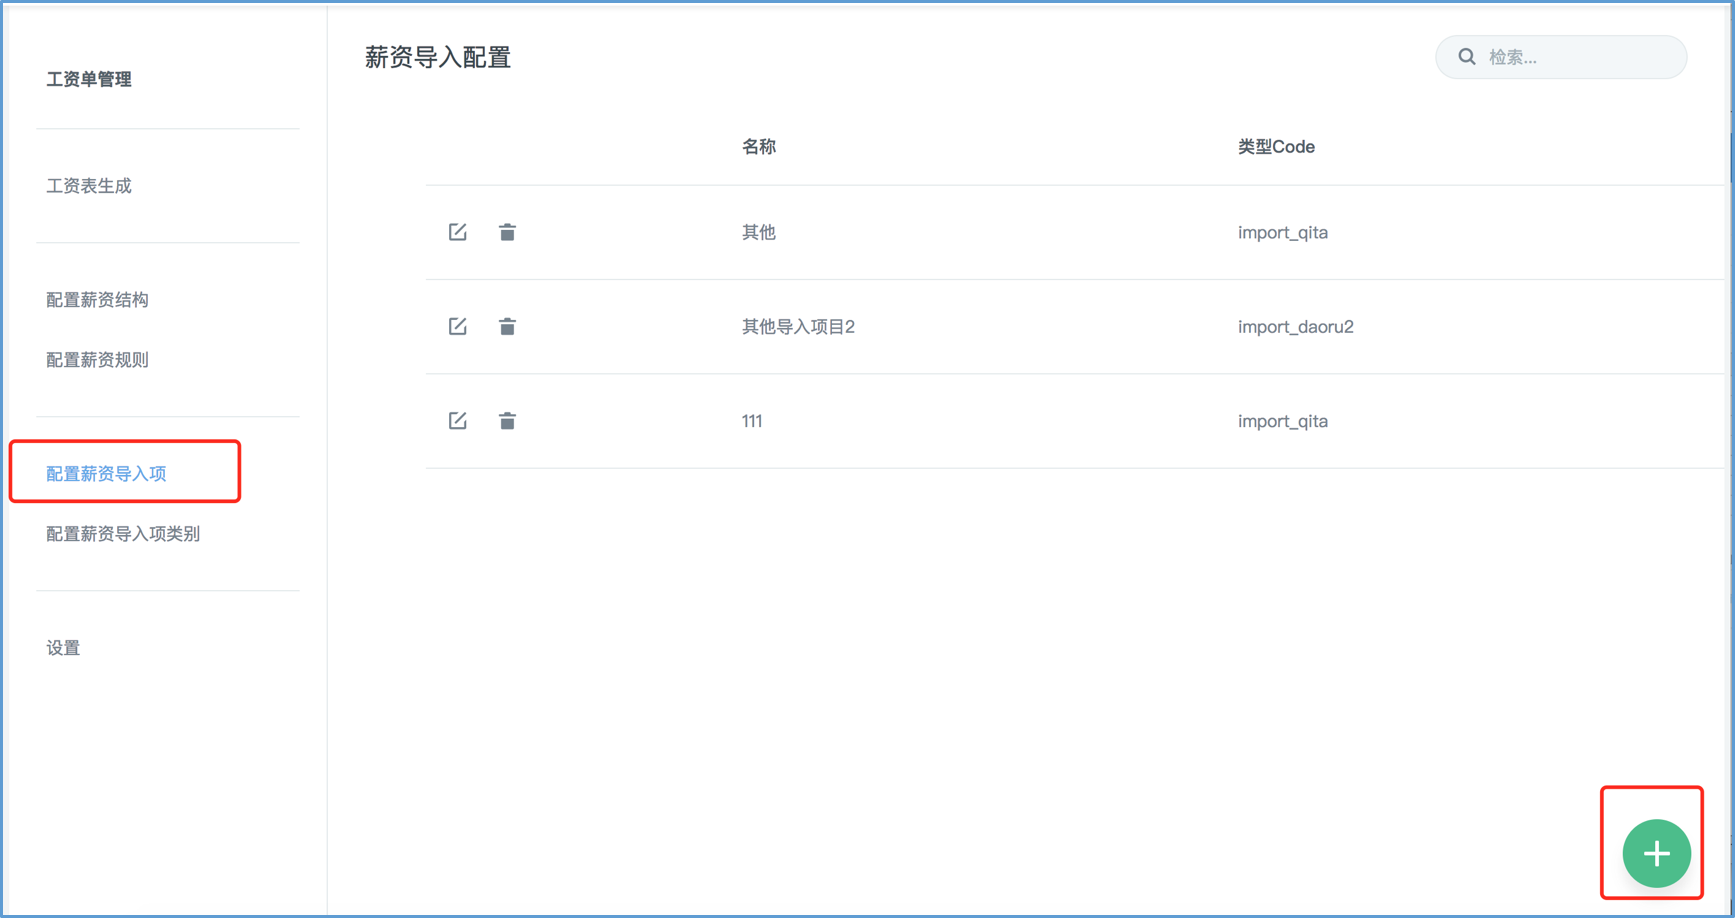 工资单管理
工资表生成
配置薪资结构
配置薪资规则
配置薪资导入项
配置薪资导入项类别
设置
薪资导入配置
检索...
名称 类型Code
其他 import_qita
其他导入项目2 import_daoru2
111 import_qita